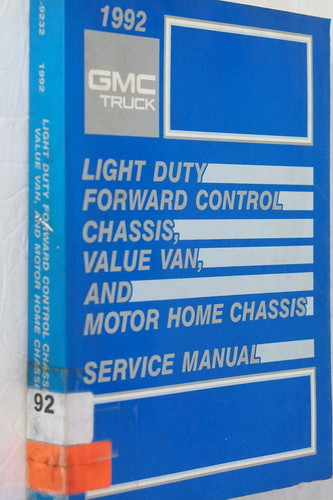 1992
GMC
TRUCK
LIGHT DUTY
FORWARD CONTROL
CHASSIS,
VALUE VAN,
AND
MOTOR HOME CHASSIS
SERVICE MANUAL
-9232
1992
LIGHT DUTY FORWARD CONTROL CHASSIS
VALUE VAN, AND MOTOR HOME CHASSIS
92